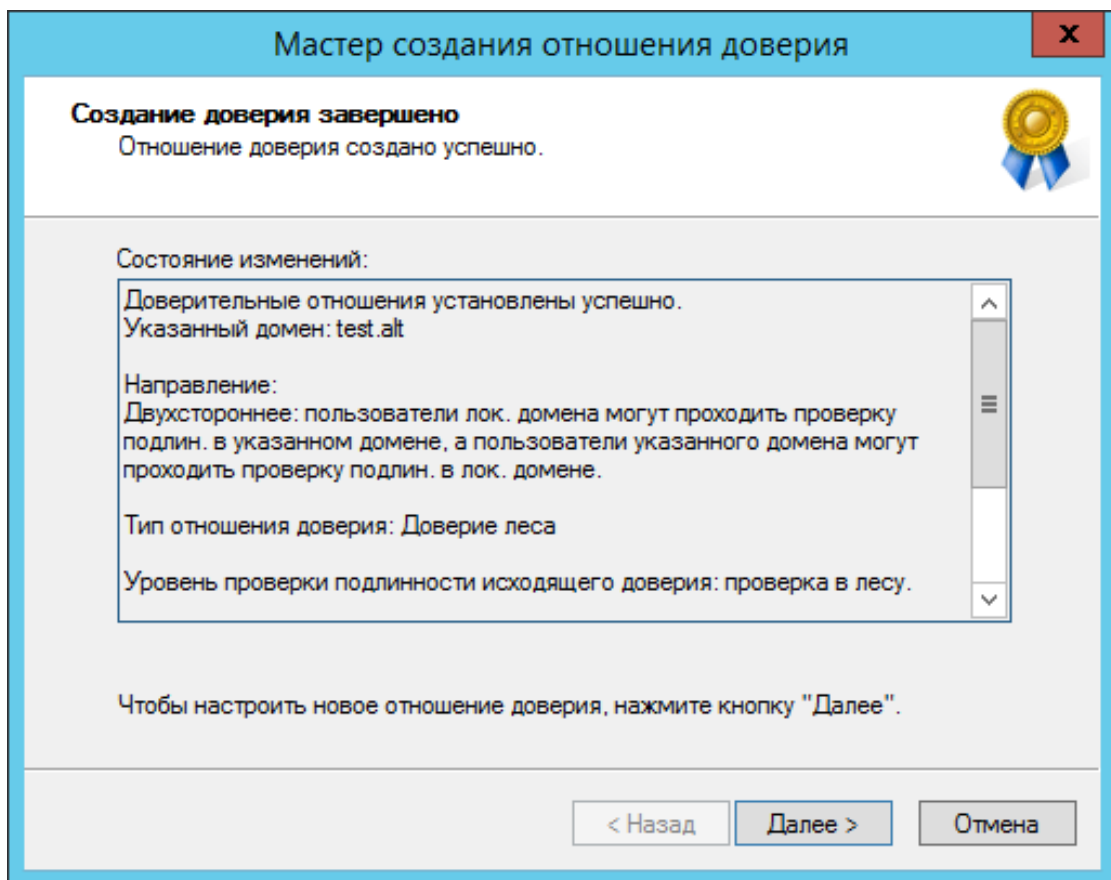 Мастер создания отношения доверия
x
Создание доверия завершено
Отношение доверия создано успешно.
Состояние изменений:
Доверительные отношения установлены успешно.
Указанный домен: test.alt
Направление:
Двухстороннее: пользователи лок. домена могут проходить проверку
подлин. в указанном домене, а пользователи указанного домена могут
проходить проверку подлин. в лок. домене.
Тип отношения доверия: Доверие леса
Уровень проверки подлинности исходящего доверия: проверка в лесу.
Чтобы настроить новое отношение доверия, нажмите кнопку "Далее".
< Назад
Далее >
Отмена